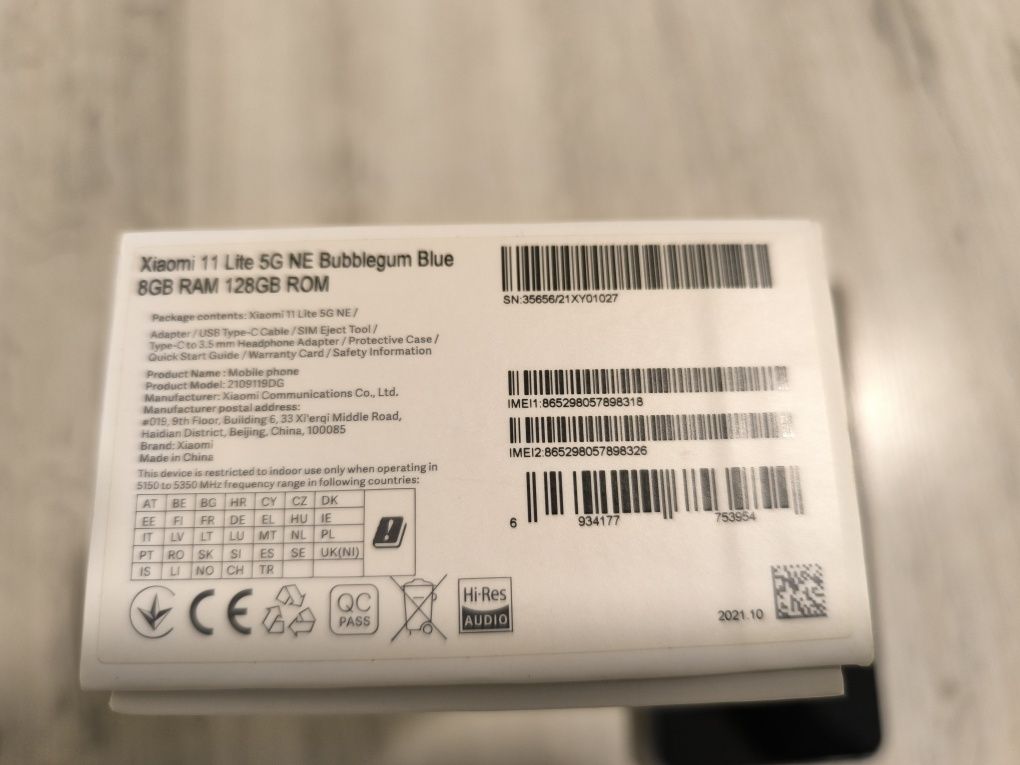 Xiaomi 11 Lite 5G NE Bubblegum Blue
8GB RAM 128GB ROM
Package contents: Xiaomi 11 Lite 5G NE /
Adapter / USB Type-C Cable / SIM Eject Tool /
Type-C to 3.5 mm Headphone Adapter / Protective Case /
Quick Start Guide / Warranty Card / Safety Information
Product Name: Mobile phone
Product Model: 2109119DG
Manufacturer: Xiaomi Communications Co., Ltd.
Manufacturer postal address:
#019, 9th Floor, Building 6, 33 Xi'erqi Middle Road,
Haidian District, Beijing, China, 100085
Brand: Xiaomi
Made in China
This device is restricted to indoor use only when operating in
5150 to 5350 MHz frequency range in following countries:
AT BE BG HR CY CZ DK
EE FI FR DE EL HU IE
IT LV LT LU MT NL PL
PT RO SK SI ES SE UK(NI)
IS LI NO CH TR
CE
QC
PASS
Hi-Res
AUDIO
SN:35656/21XY01027
IMEI1:865298057898318
IMEI2:865298057898326
6 934177 753954
2021.10